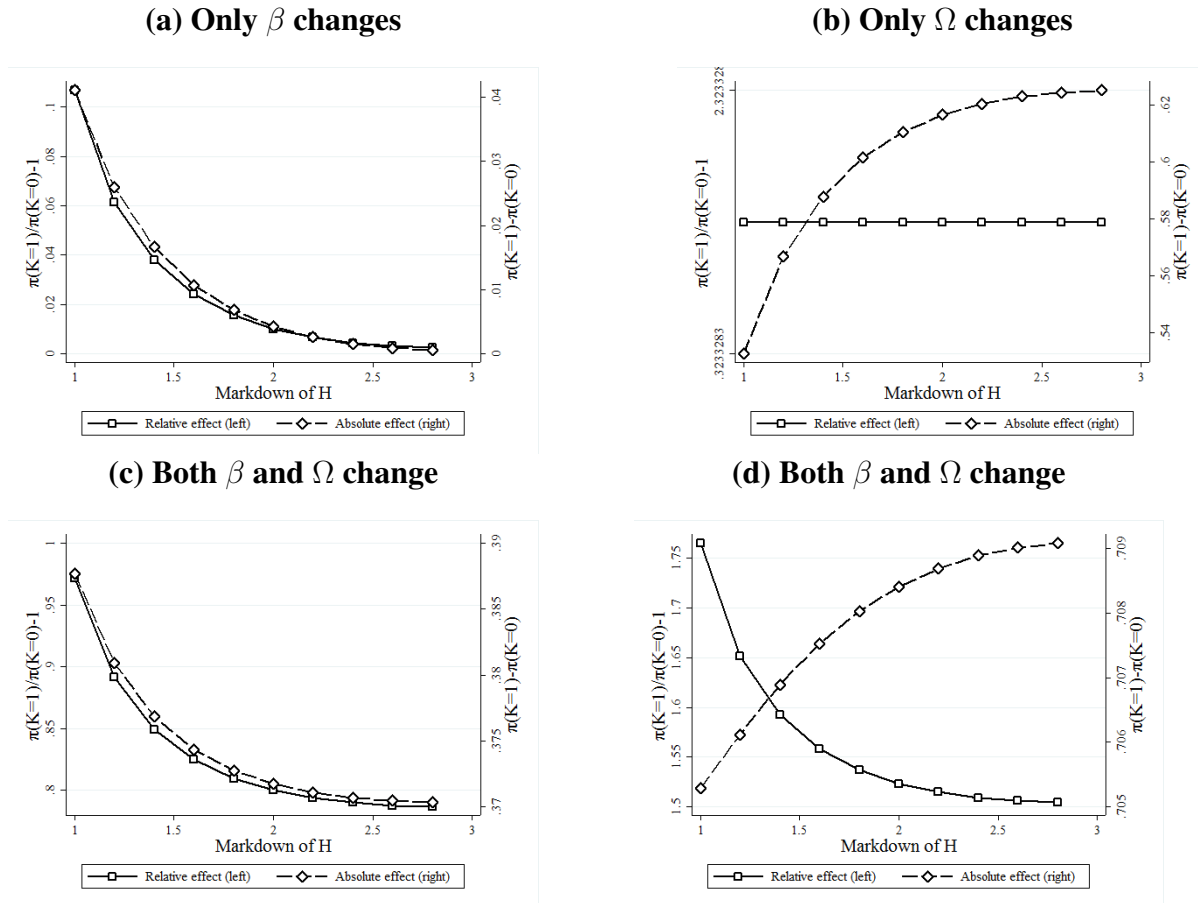 (a) Only β changes
π(K=1)/π(K=0)-1
0
.02
.04
.06
.08
.1
π(K=1)-π(K=0)
0
.01
.02
.03
.04
1
1.5
2
2.5
3
Markdown of H
Relative effect (left)
Absolute effect (right)
(b) Only Ω changes
π(K=1)/π(K=0)-1
.3233283
2.323328
π(K=1)-π(K=0)
.54
.56
.58
.6
.62
1
1.5
2
2.5
3
Markdown of H
Relative effect (left)
Absolute effect (right)
(c) Both β and Ω change
π(K=1)/π(K=0)-1
.8
.85
.9
.95
1
π(K=1)-π(K=0)
.37
.375
.38
.385
.39
1
1.5
2
2.5
3
Markdown of H
Relative effect (left)
Absolute effect (right)
(d) Both β and Ω change
π(K=1)/π(K=0)-1
1.5
1.55
1.6
1.65
1.7
1.75
π(K=1)-π(K=0)
.705
.706
.707
.708
.709
1
1.5
2
2.5
3
Markdown of H
Relative effect (left)
Absolute effect (right)